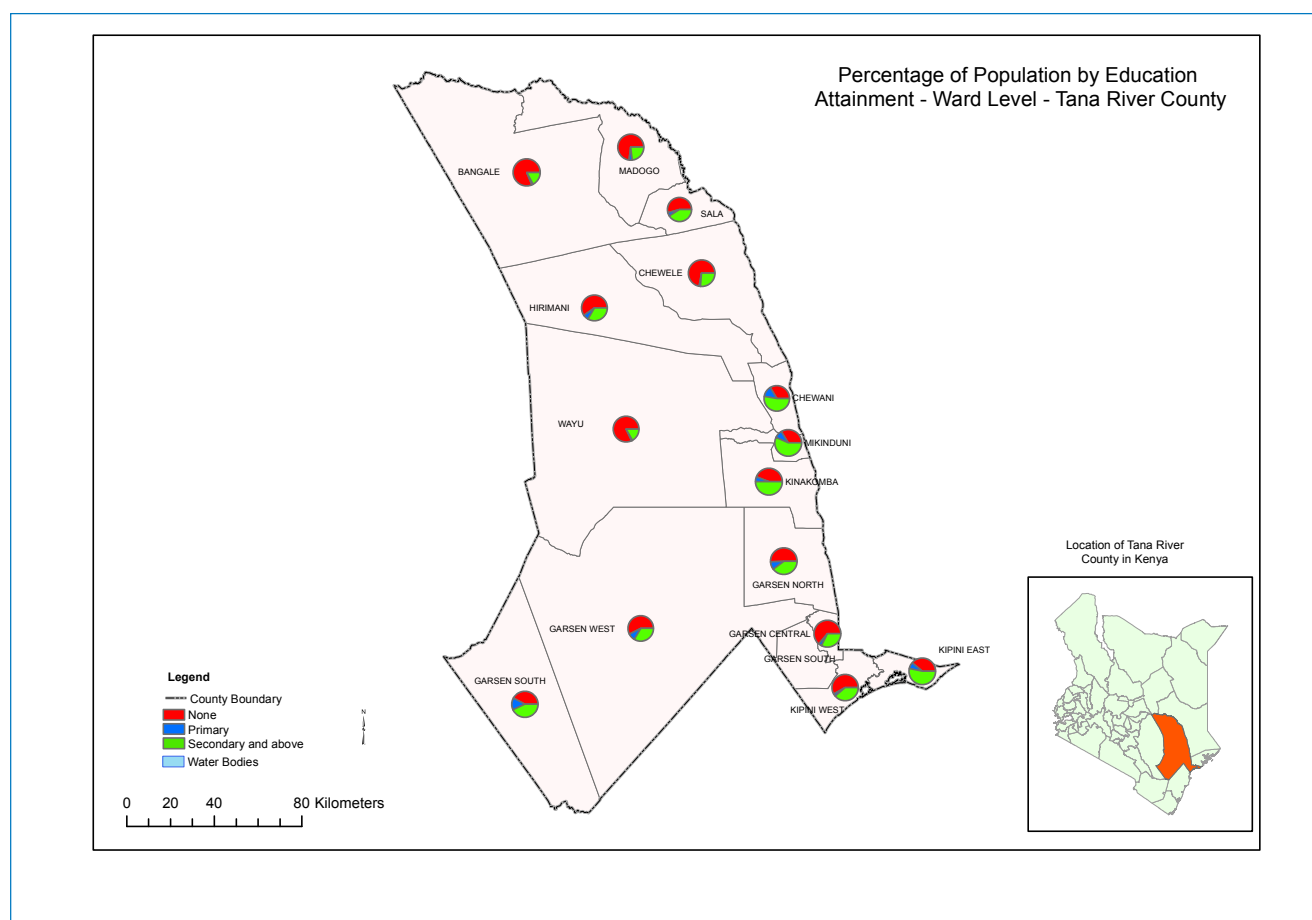 Percentage of Population by Education
Attainment - Ward Level - Tana River County
BANGALE
MADOGO
SALA
CHEWELE
HIRIMANI
CHEWANI
WAYU
MIKINDUNI
KINAKOMBA
Location of Tana River
County in Kenya
GARSEN NORTH
GARSEN WEST
GARSEN CENTRAL
KIPINI EAST
GARSEN SOUTH
GARSEN SOUTH
KIPINI WEST
Legend
County Boundary
None
Primary
Secondary and above
Water Bodies
N
0 20 40 80 Kilometers